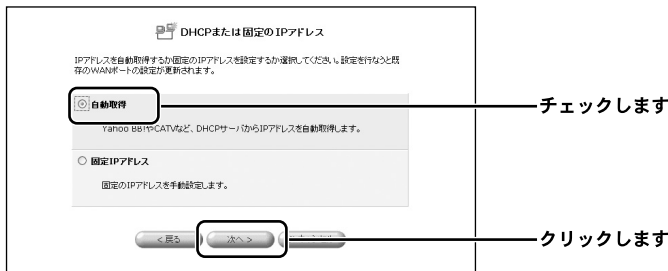 DHCPまたは固定のIPアドレス
IPアドレスを自動取得するか固定のIPアドレスを設定するか選択してください。設定を行なうと既
存のWANポートの設定が更新されます。
自動取得
チェックします
Yahoo BB!やCATVなど、DHCPサーバからIPアドレスを自動取得します。
固定IPアドレス
固定のIPアドレスを手動設定します。
< 戻る
次へ >
クリックします